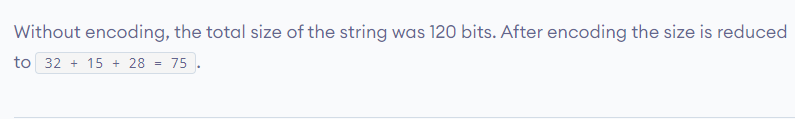 Without encoding, the total size of the string was 120 bits. After encoding the size is reduced
to 32 + 15 + 28 = 75.